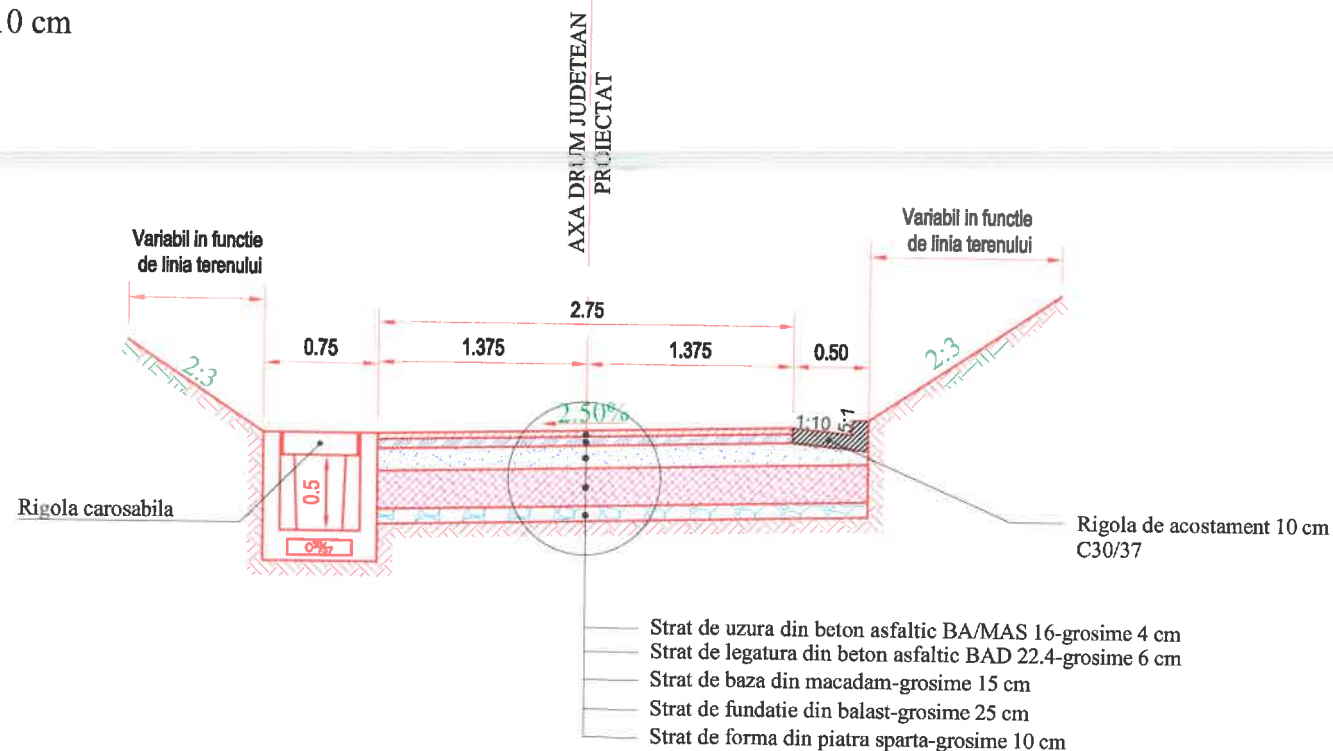 10 cm
AXA DRUM JUDETEAN
PROIECTAT
Variabil in functie
de linia terenului
Variabil in functie
de linia terenului
2.75
0.75
1.375
1.375
0.50
2:3
2:3
2.50%
1:10
5:1
0.5
Rigola carosabila
Rigola de acostament 10 cm
C30/37
Strat de uzura din beton asfaltic BA/MAS 16-grosime 4 cm
Strat de legatura din beton asfaltic BAD 22.4-grosime 6 cm
Strat de baza din macadam-grosime 15 cm
Strat de fundatie din balast-grosime 25 cm
Strat de forma din piatra sparta-grosime 10 cm